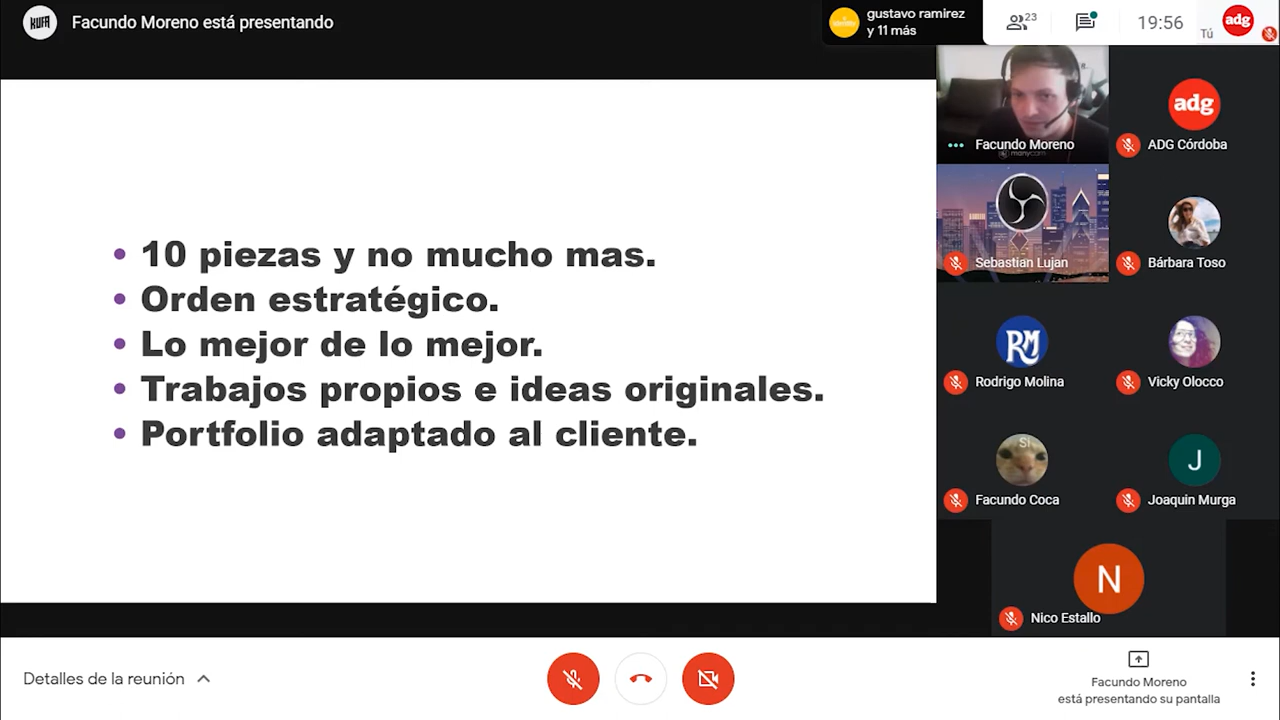 KUFA
Facundo Moreno está presentando
gustavo ramirez
y 11 más
23
19:56
Tú
adg
• 10 piezas y no mucho mas.
• Orden estratégico.
• Lo mejor de lo mejor.
• Trabajos propios e ideas originales.
• Portfolio adaptado al cliente.
Facundo Moreno
manycam
adg
ADG Córdoba
Sebastian Lujan
Bárbara Toso
RM
Rodrigo Molina
Vicky Olocco
SI
Facundo Coca
J
Joaquin Murga
N
Nico Estallo
Detalles de la reunión
Facundo Moreno
está presentando su pantalla